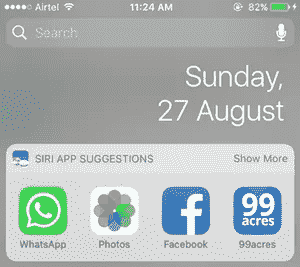 Airtel 11:24 AM 82%
Search
Sunday,
27 August
SIRI APP SUGGESTIONS Show More
99
acres
WhatsApp Photos Facebook 99acres